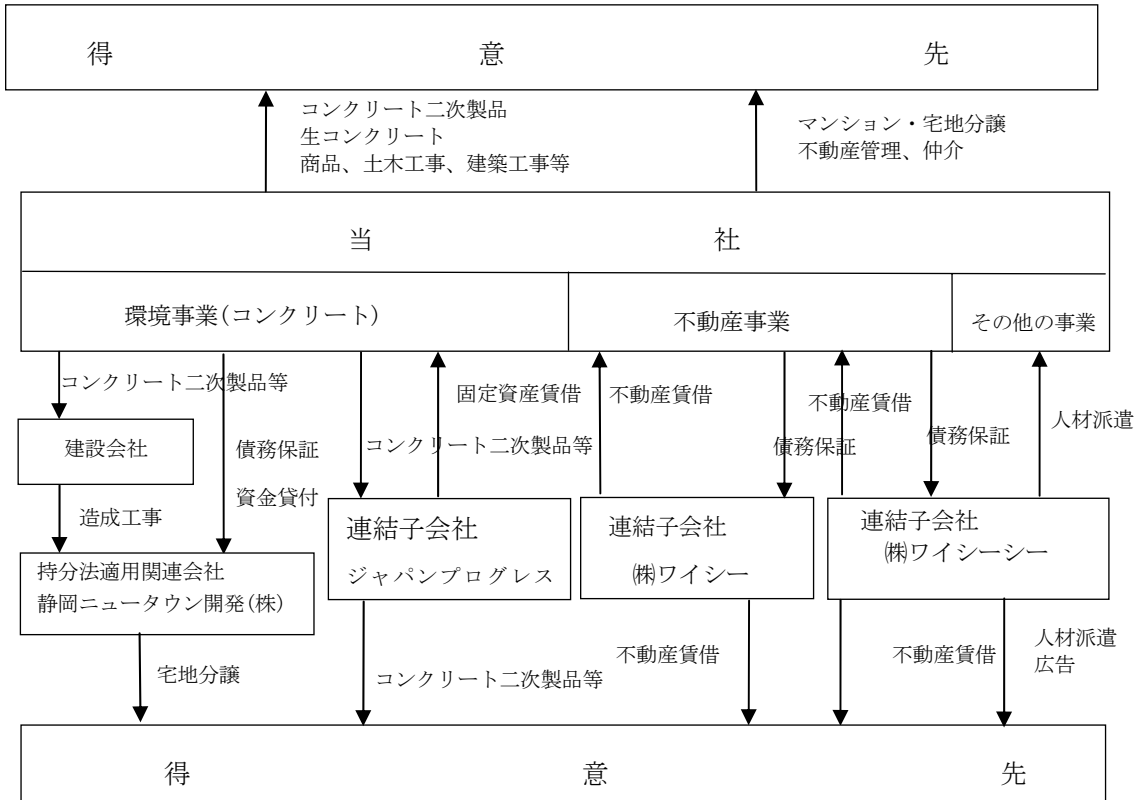 得 意 先
コンクリート二次製品
生コンクリート
商品、土木工事、建築工事等
マンション・宅地分譲
不動産管理、仲介
当 社
環境事業(コンクリート)
不動産事業
その他の事業
コンクリート二次製品等
固定資産賃借
不動産賃借
不動産賃借
人材派遣
建設会社
債務保証
資金貸付
コンクリート二次製品等
債務保証
債務保証
造成工事
持分法適用関連会社
静岡ニュータウン開発(株)
連結子会社
ジャパンプログレス
連結子会社
㈱ワイシー
連結子会社
㈱ワイシーシー
宅地分譲
コンクリート二次製品等
不動産賃借
不動産賃借
人材派遣
広告
得 意 先